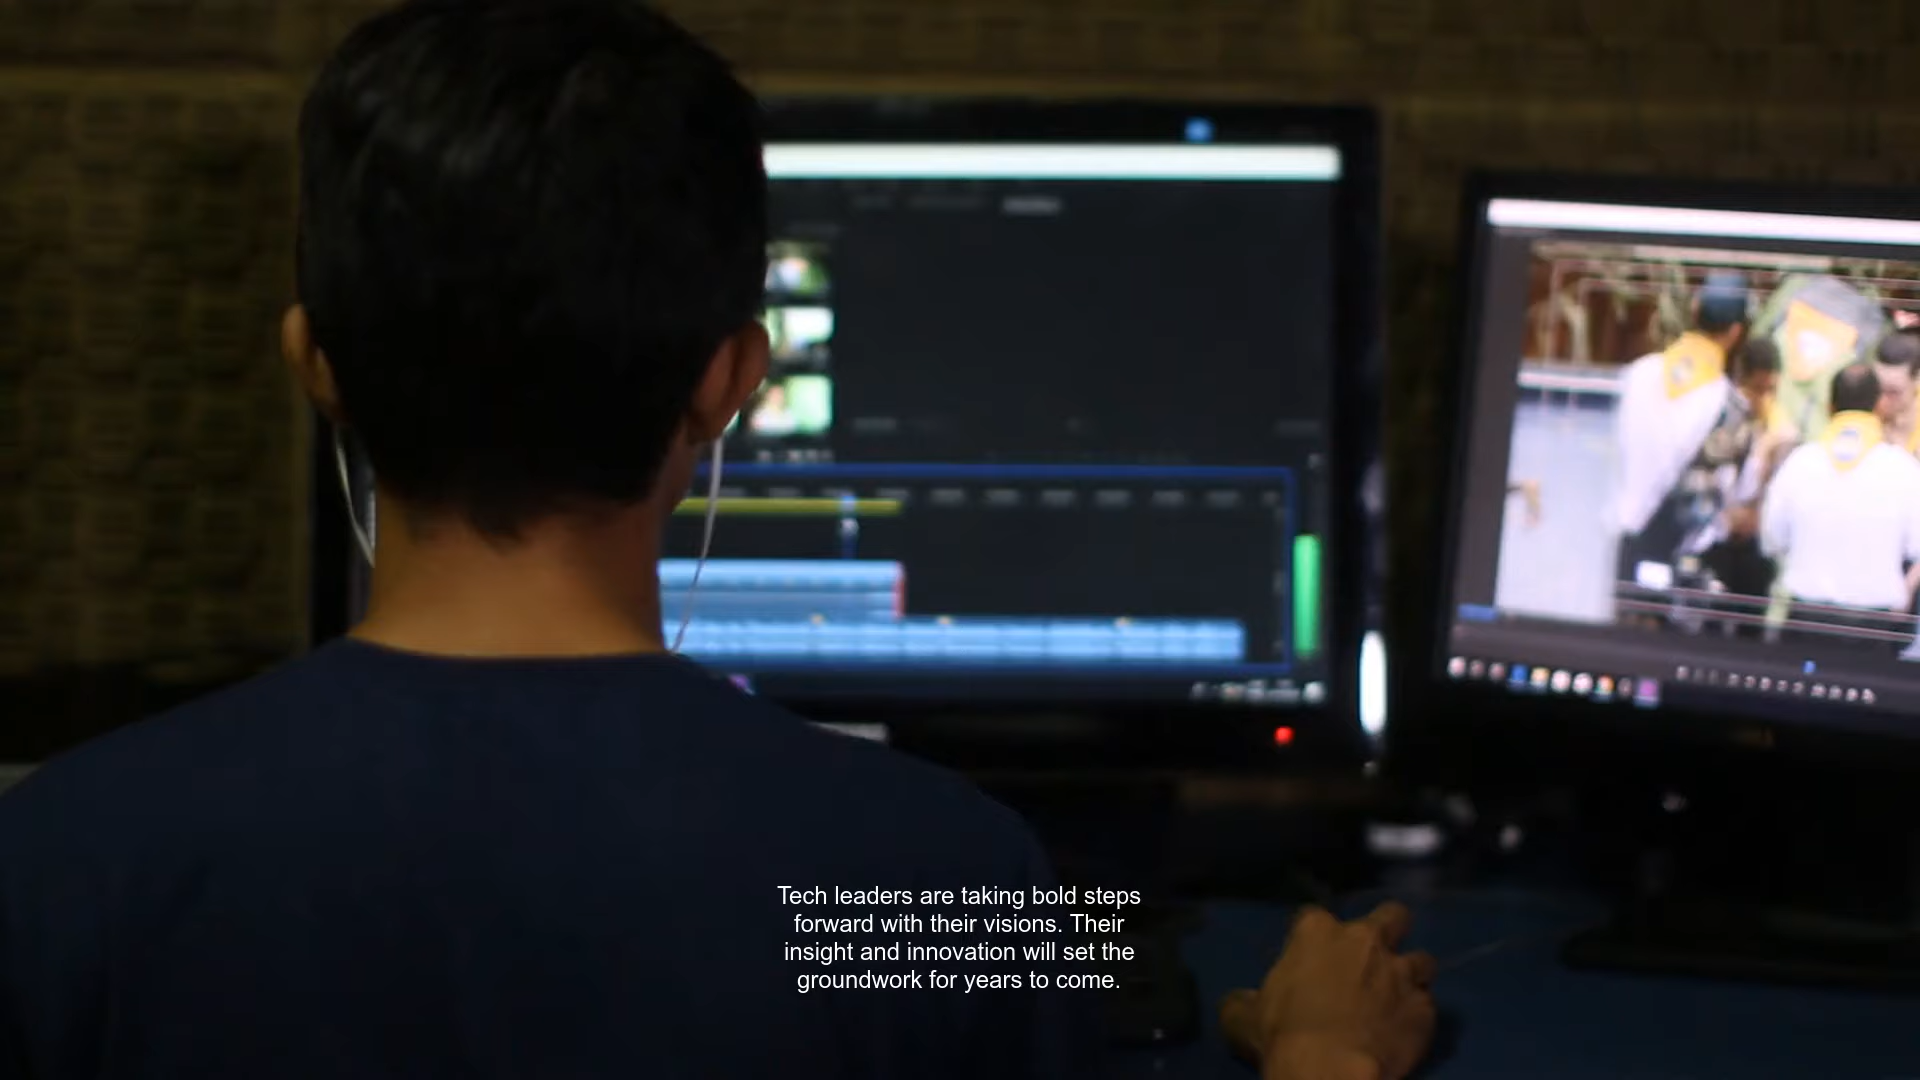 Tech leaders are taking bold steps
forward with their visions. Their
insight and innovation will set the
groundwork for years to come.